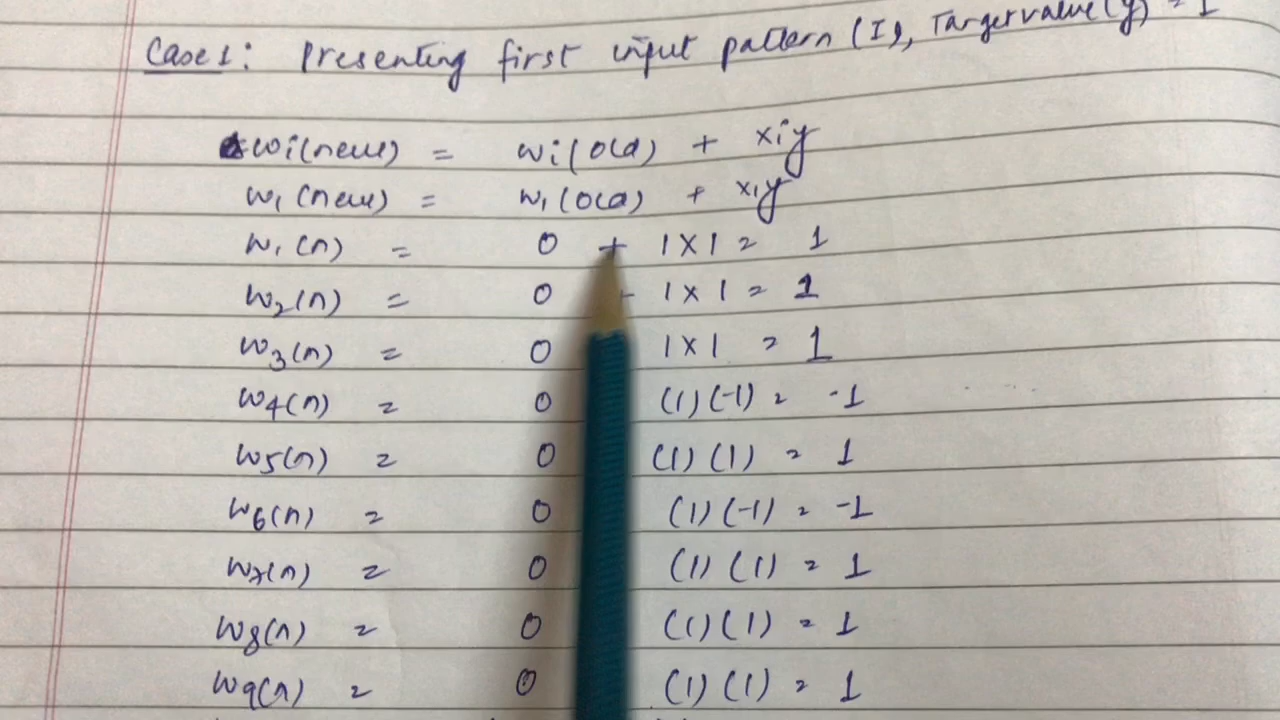 Case 1: Presenting first input pattern (I), Target value (y) = 1
wi(new) = wi(old) + xiy
w1(new) = w1(old) + x1y
w1(n) = 0 + 1 x 1 = 1
w2(n) = 0 + 1 x 1 = 1
w3(n) = 0 1 x 1 = 1
w4(n) = 0 (1)(-1) = -1
w5(n) = 0 (1) (1) = 1
w6(n) = 0 (1) (-1) = -1
w7(n) = 0 (1) (1) = 1
w8(n) = 0 (1) (1) = 1
w9(n) = 0 (1) (1) = 1